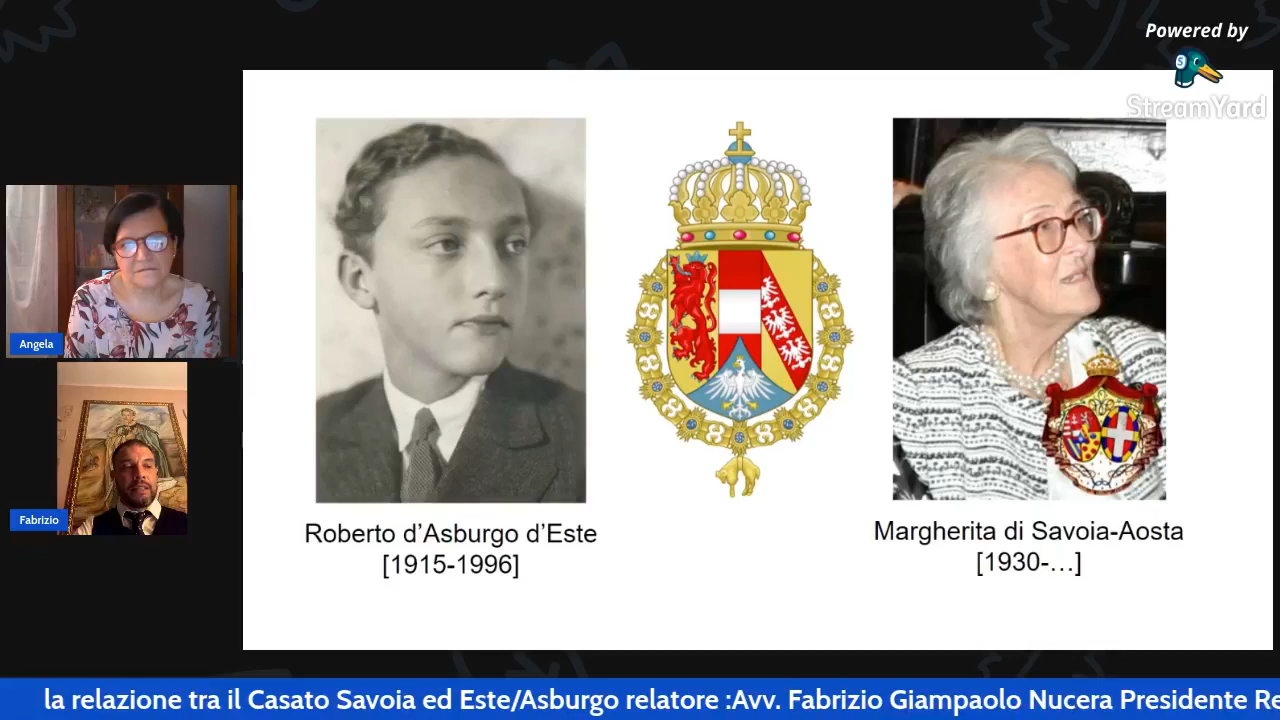 Powered by
StreamYard
Angela
Fabrizio
Roberto d'Asburgo d'Este
[1915-1996]
Margherita di Savoia-Aosta
[1930-…]
la relazione tra il Casato Savoia ed Este/Asburgo relatore :Avv. Fabrizio Giampaolo Nucera Presidente Re